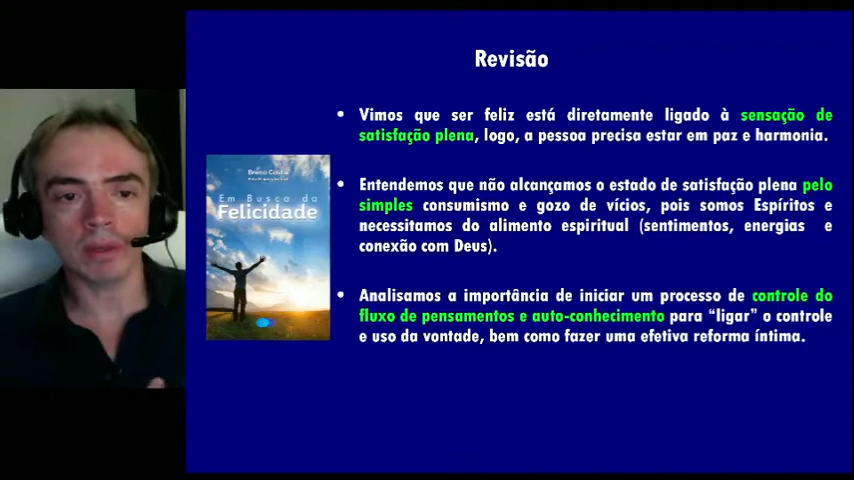 Revisão
• Vimos que ser feliz está diretamente ligado à sensação de
satisfação plena, logo, a pessoa precisa estar em paz e harmonia.
Em Busca da
Felicidade
• Entendemos que não alcançamos o estado de satisfação plena pelo
simples consumismo e gozo de vícios, pois somos Espíritos e
necessitamos do alimento espiritual (sentimentos, energias e
conexão com Deus).
• Analisamos a importância de iniciar um processo de controle do
fluxo de pensamentos e auto-conhecimento para “ligar” o controle
e uso da vontade, bem como fazer uma efetiva reforma íntima.